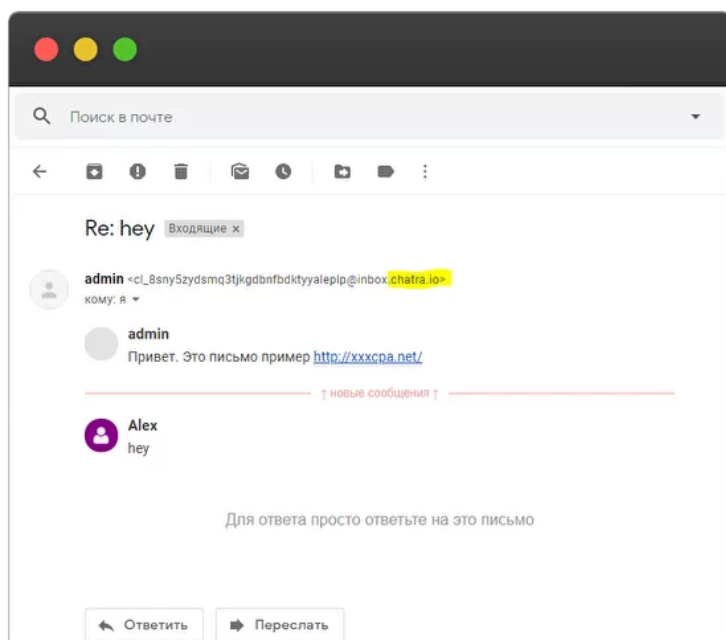 Поиск в почте
Re: hey Входящие ×
admin <cl_8sny5zydsmq3tjkgdbnfbdktyyaleplp@inbox.chatra.io>
кому: я
admin
Привет. Это письмо пример http://xxxcpa.net/
↑ новые сообщения ↑
Alex
hey
Для ответа просто ответьте на это письмо
Ответить Переслать